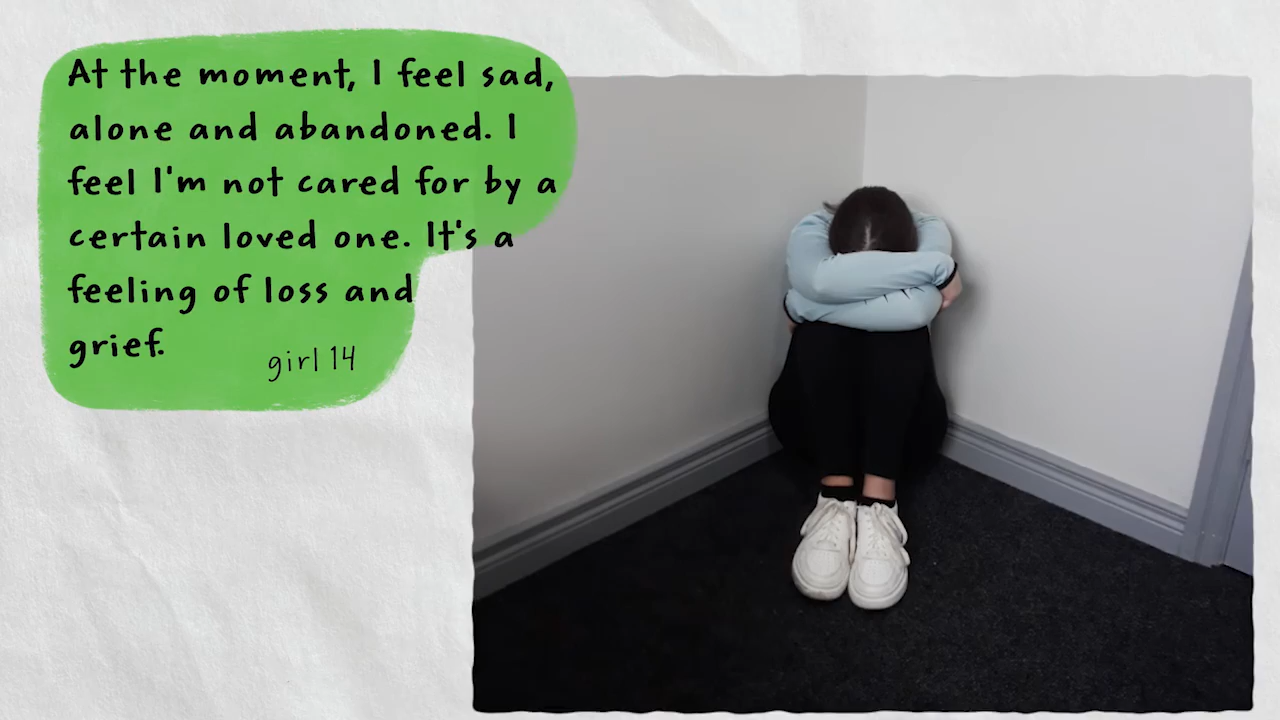 At the moment, I feel sad,
alone and abandoned. I
feel I'm not cared for by a
certain loved one. It's a
feeling of loss and
grief.
girl 14